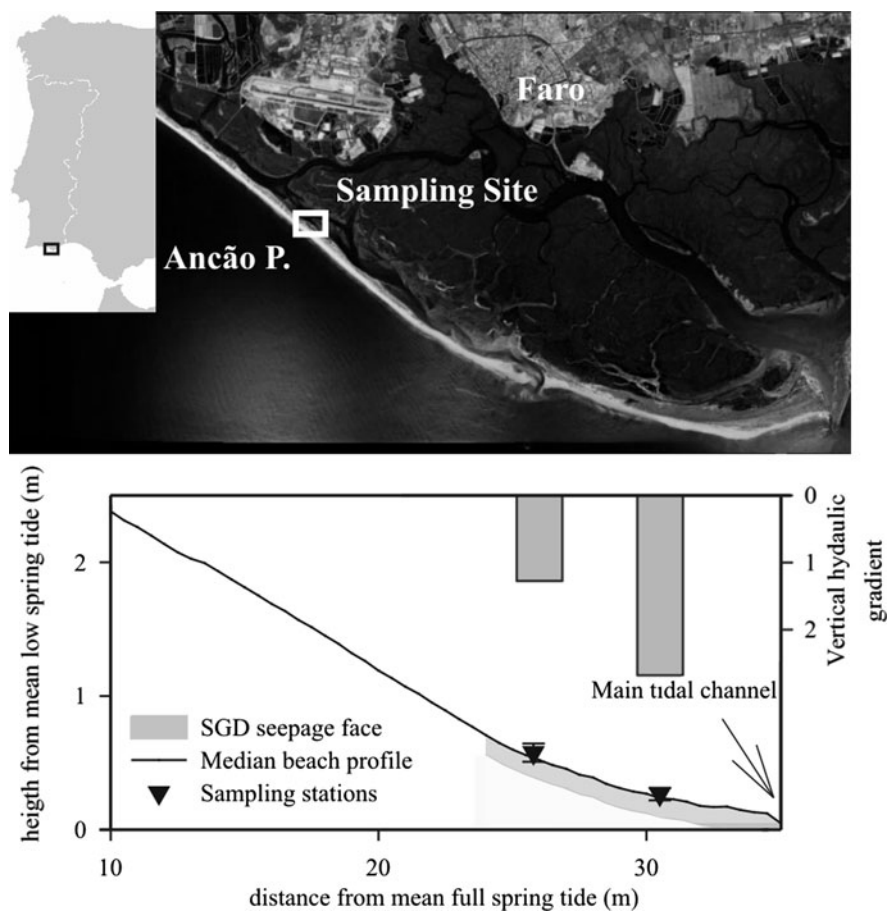 Faro
Sampling Site
Ancão P.
heigth from mean low spring tide (m)
2
1
0
0
1
2
Vertical hydaulic
gradient
Main tidal channel
SGD seepage face
Median beach profile
Sampling stations
10
20
30
distance from mean full spring tide (m)